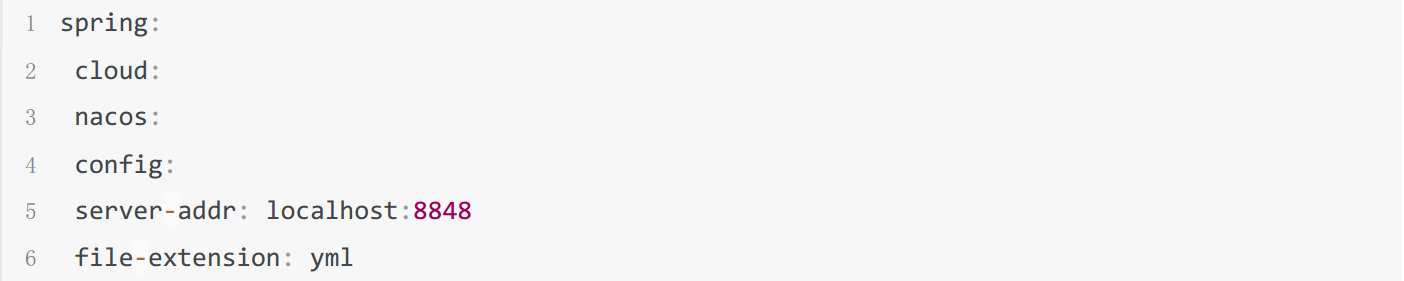 1 spring:
2  cloud:
3  nacos:
4  config:
5  server-addr: localhost:8848
6  file-extension: yml